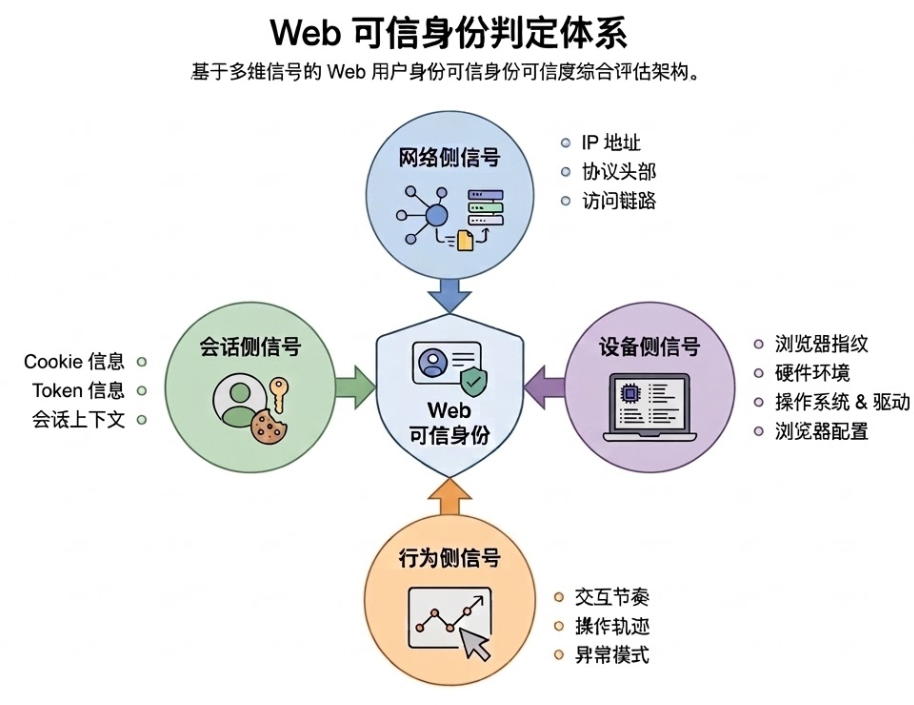 Web 可信身份判定体系
基于多维信号的 Web 用户身份可信身份可信度综合评估架构。
网络侧信号
IP 地址
协议头部
访问链路
会话侧信号
Cookie 信息
Token 信息
会话上下文
Web
可信身份
设备侧信号
浏览器指纹
硬件环境
操作系统 & 驱动
浏览器配置
行为侧信号
交互节奏
操作轨迹
异常模式